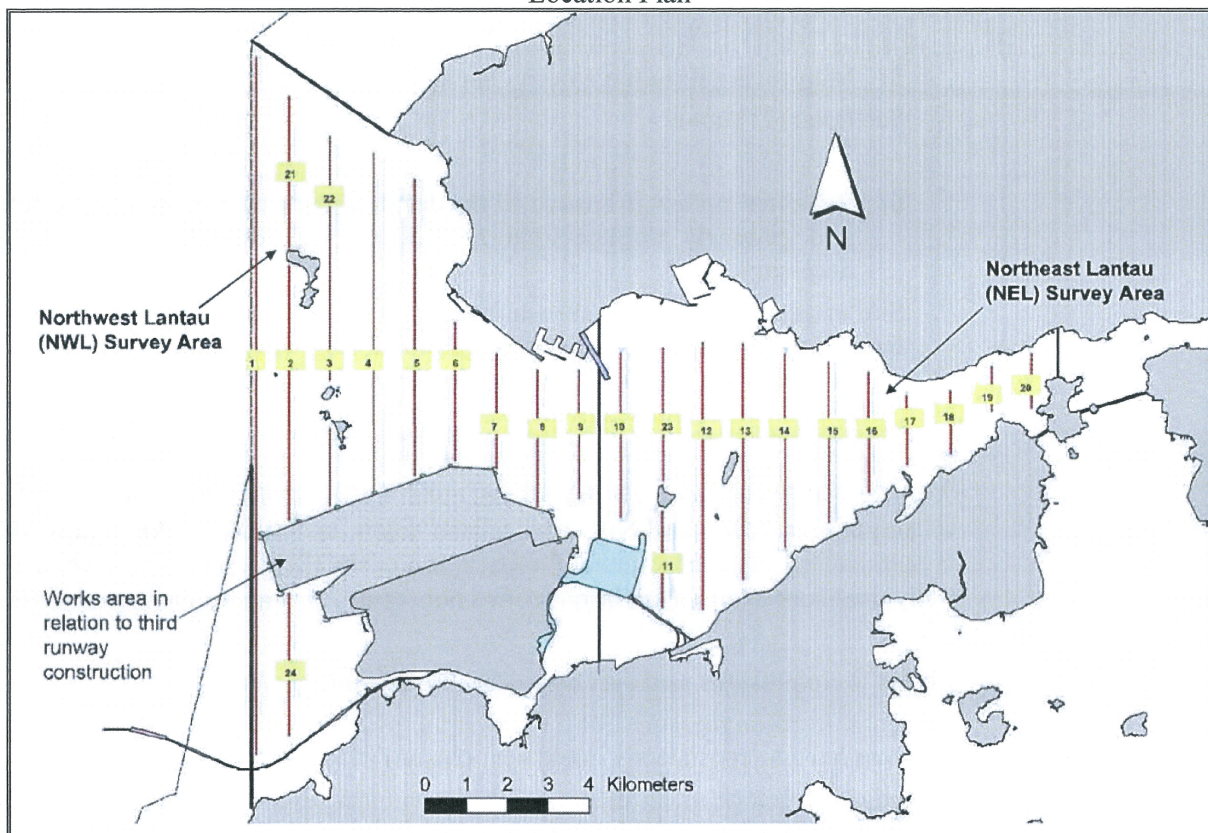 Location Plan
21
22
N
Northeast Lantau
(NEL) Survey Area
Northwest Lantau
(NWL) Survey Area
1
2
3
4
5
6
7
8
9
10
23
12
13
14
15
16
17
18
19
20
11
Works area in
relation to third
runway
construction
24
0 1 2 3 4 Kilometers